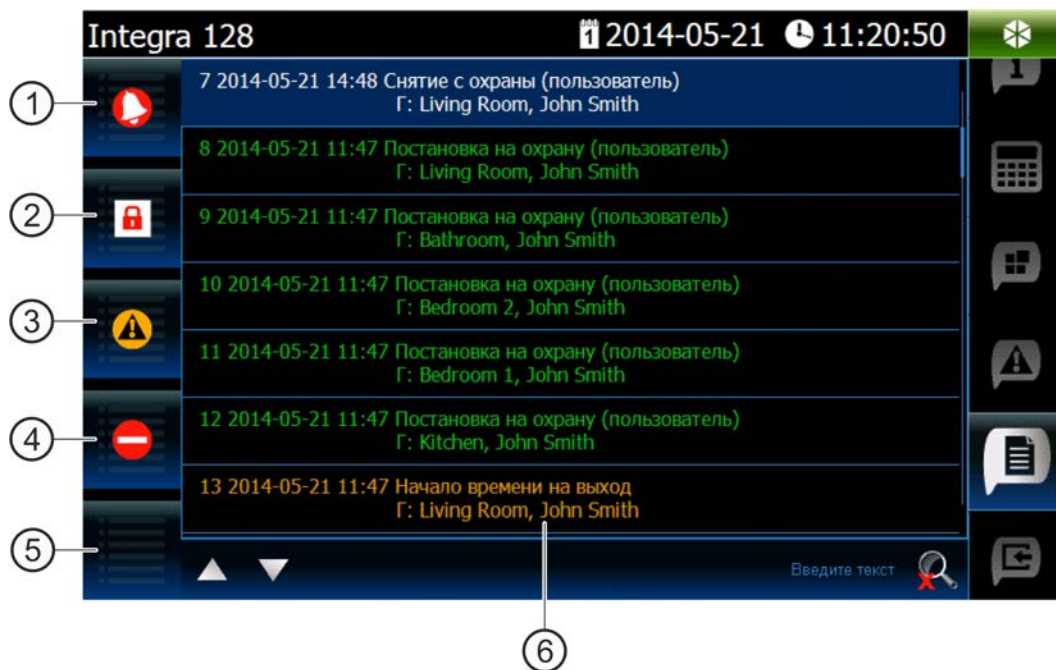 Integra 128
1 2014-05-21 11:20:50
1
7 2014-05-21 14:48 Снятие с охраны (пользователь)
Г: Living Room, John Smith
8 2014-05-21 11:47 Постановка на охрану (пользователь)
Г: Living Room, John Smith
9 2014-05-21 11:47 Постановка на охрану (пользователь)
Г: Bathroom, John Smith
10 2014-05-21 11:47 Постановка на охрану (пользователь)
Г: Bedroom 2, John Smith
11 2014-05-21 11:47 Постановка на охрану (пользователь)
Г: Bedroom 1, John Smith
12 2014-05-21 11:47 Постановка на охрану (пользователь)
Г: Kitchen, John Smith
13 2014-05-21 11:47 Начало времени на выход
Г: Living Room, John Smith
Введите текст
1
2
3
4
5
6